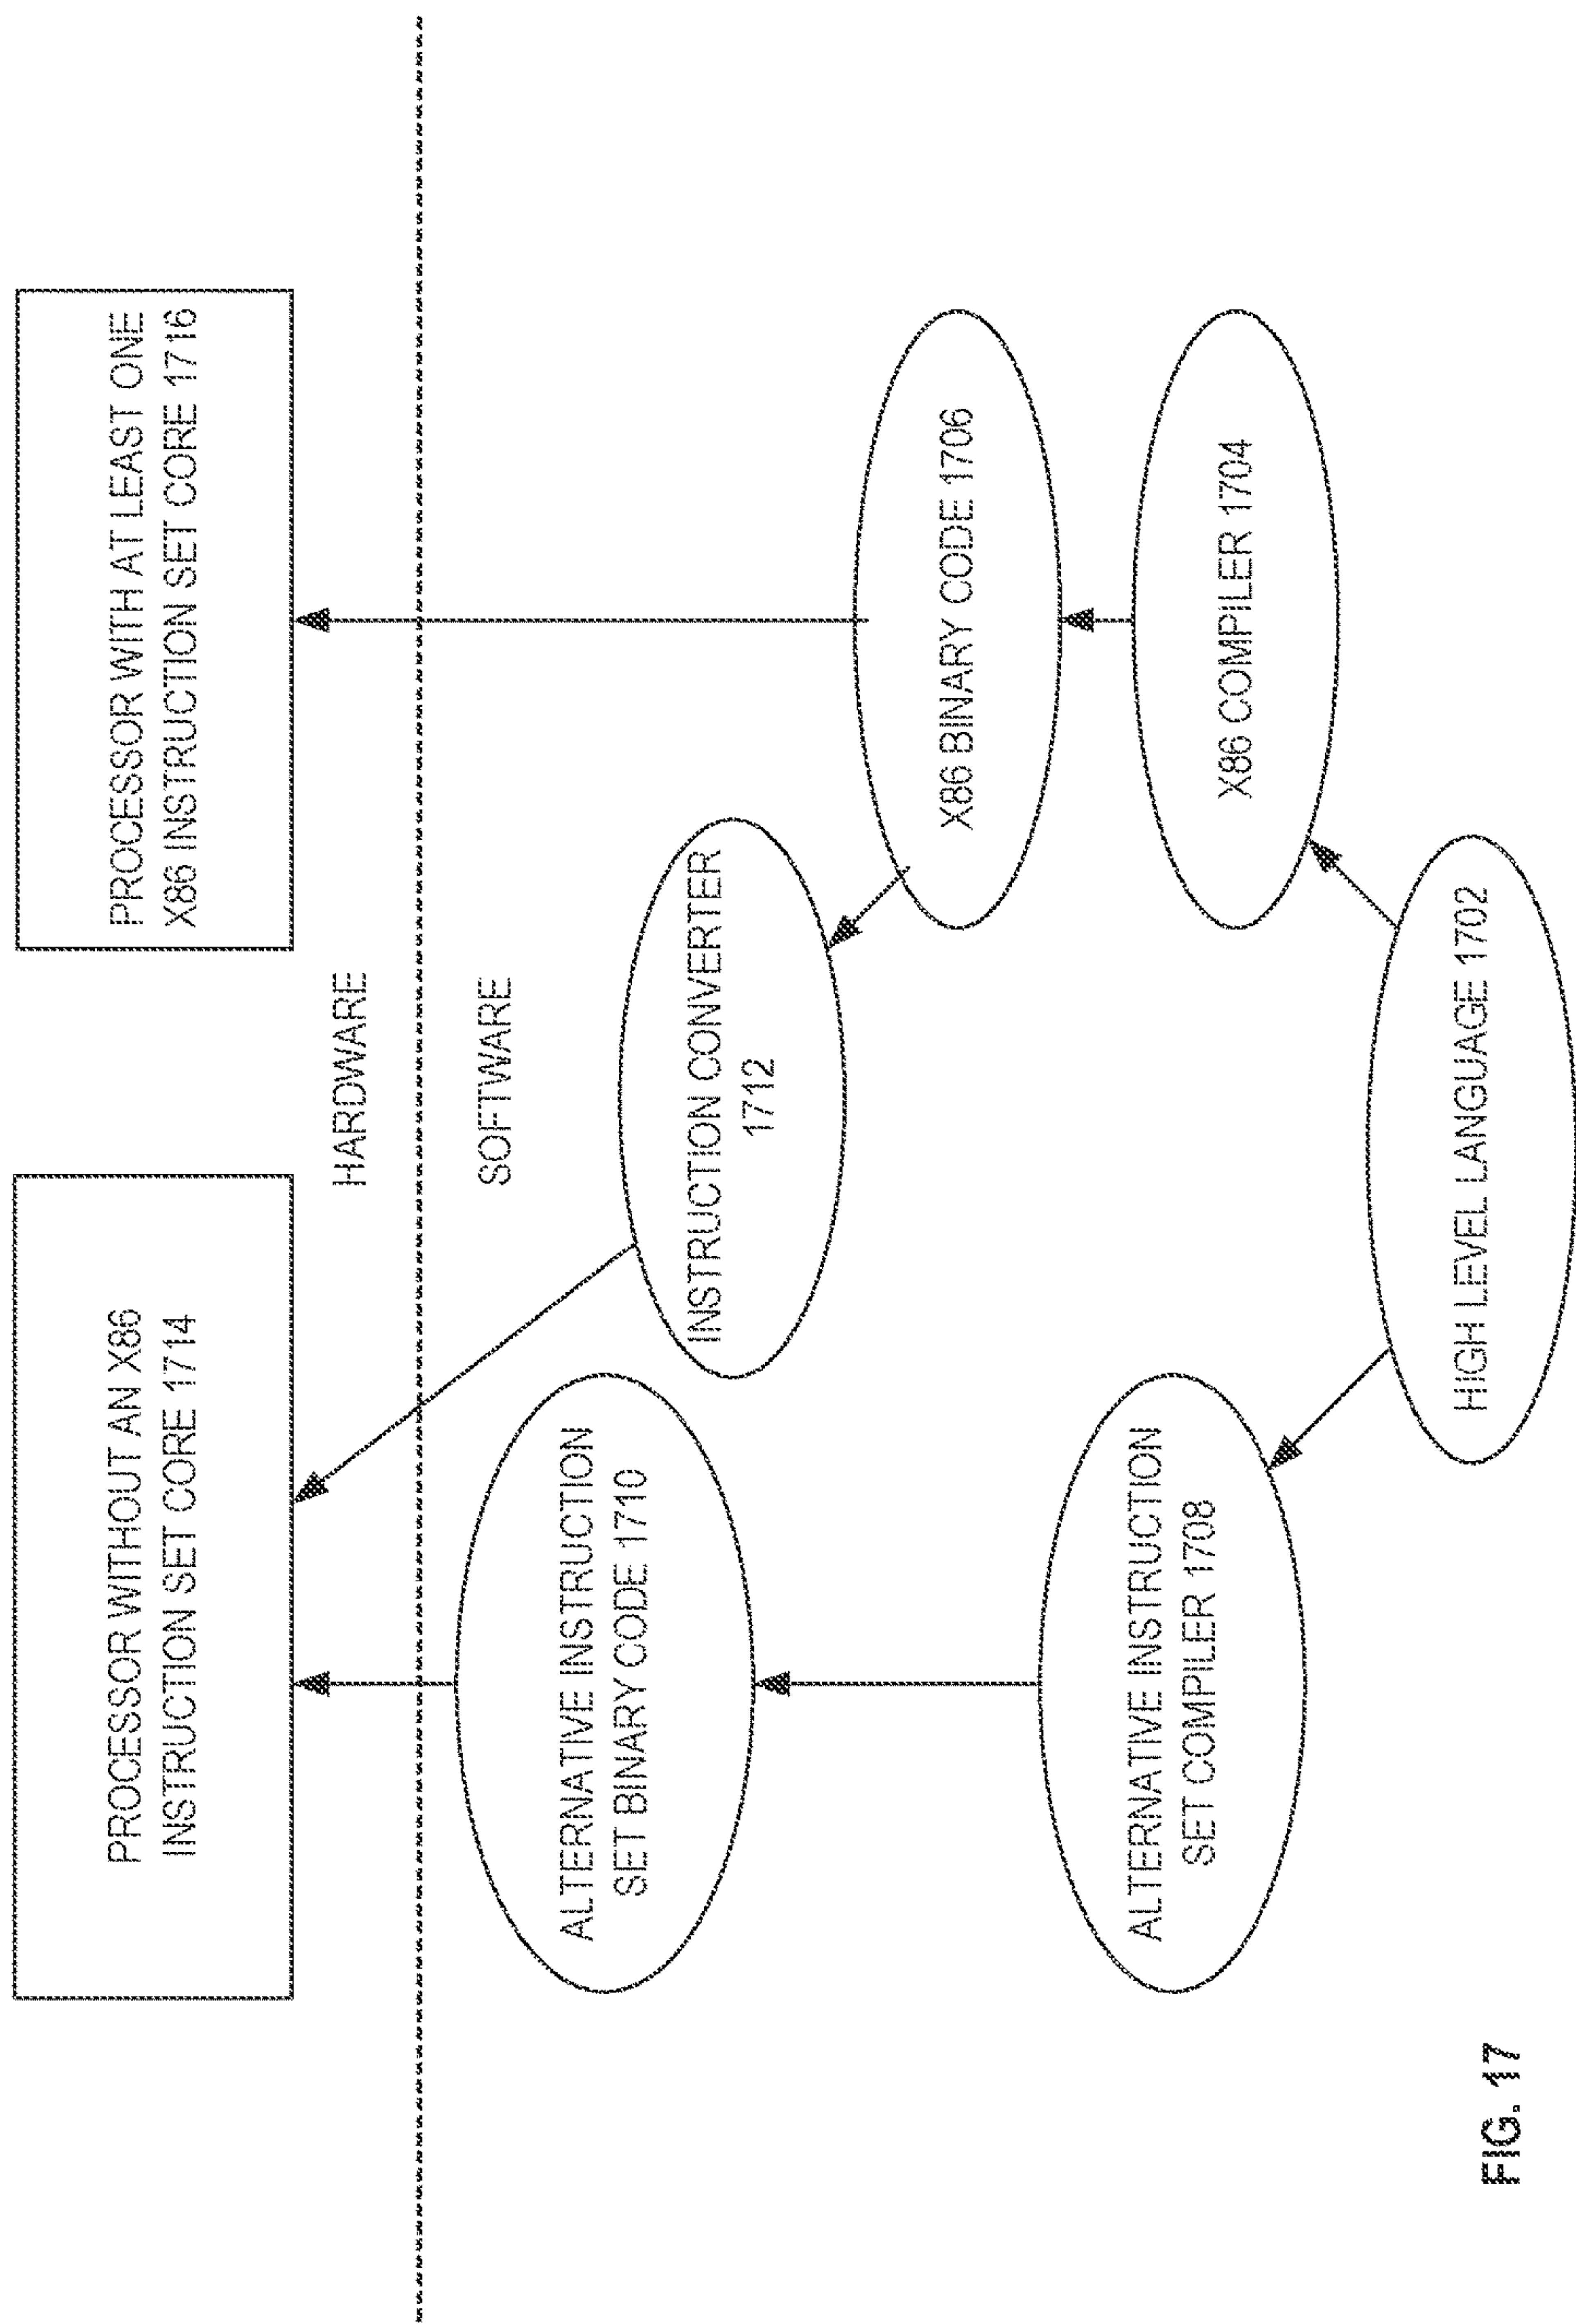 PROCESSOR WITHOUT AN X86
INSTRUCTION SET CORE 1714
PROCESSOR WITH AT LEAST ONE
X86 INSTRUCTION SET CORE 1716
HARDWARE
SOFTWARE
ALTERNATIVE INSTRUCTION
SET BINARY CODE 1710
INSTRUCTION CONVERTER
1712
X86 BINARY CODE 1706
ALTERNATIVE INSTRUCTION
SET COMPILER 1708
X86 COMPILER 1704
HIGH LEVEL LANGUAGE 1702
FIG. 17